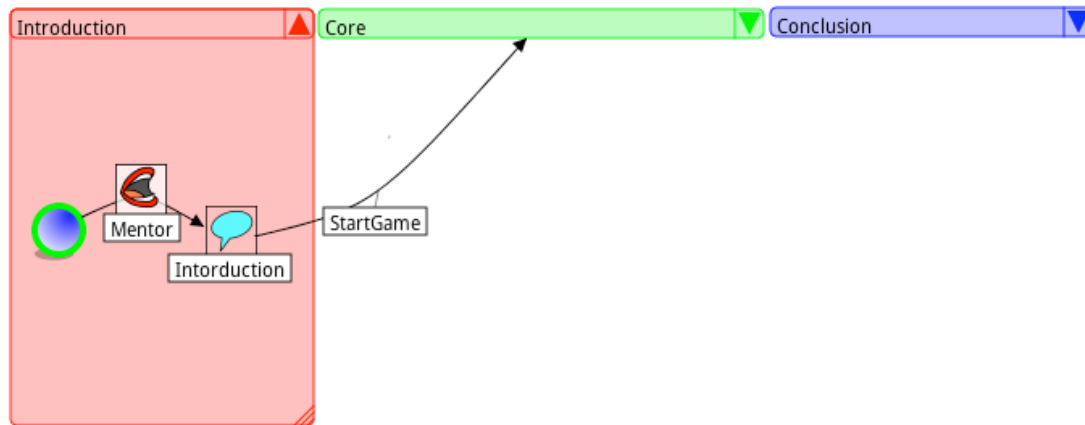 Introduction
Core
Conclusion
Mentor
StartGame
Intorduction